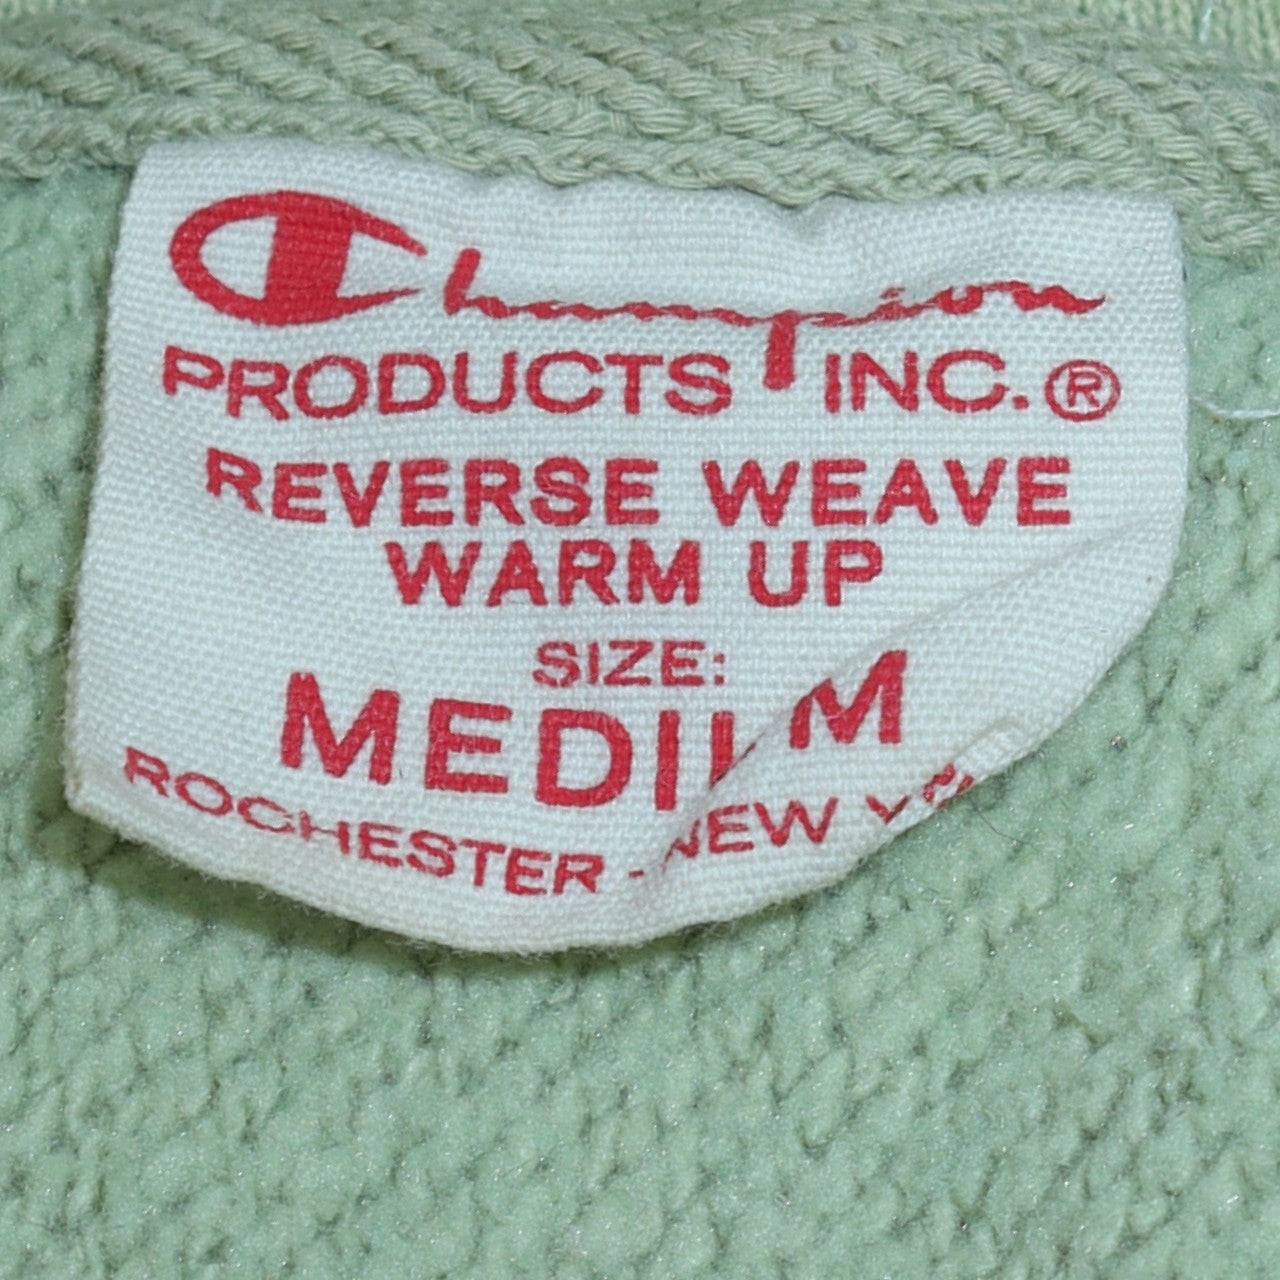 Champion
PRODUCTS INC.®
REVERSE WEAVE
WARM UP
SIZE:
MEDIUM
ROCHESTER - NEW